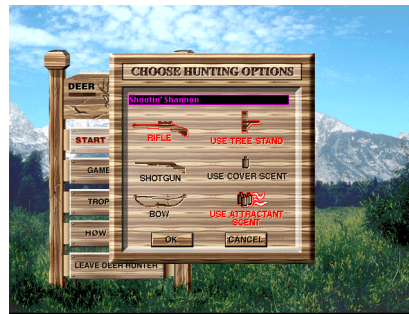 CHOOSE HUNTING OPTIONS
DEER
Shootin' Shannon
START
RIFLE
USE TREE STAND
GAME
SHOTGUN
USE COVER SCENT
TROP
BOW
USE ATTRACTANT
SCENT
HOW
OK
CANCEL
LEAVE DEER HUNTER